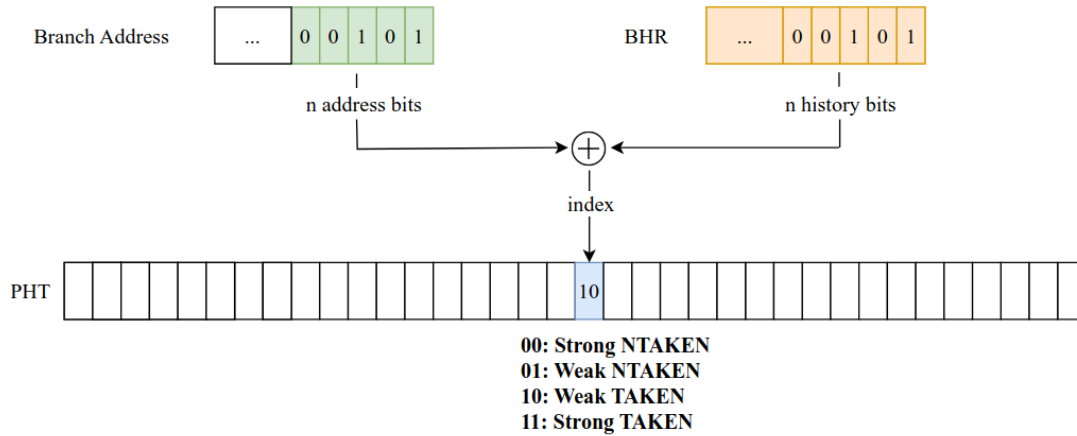 Branch Address ... 0 0 1 0 1 BHR ... 0 0 1 0 1
n address bits n history bits
index
PHT 10
00: Strong NTAKEN
01: Weak NTAKEN
10: Weak TAKEN
11: Strong TAKEN